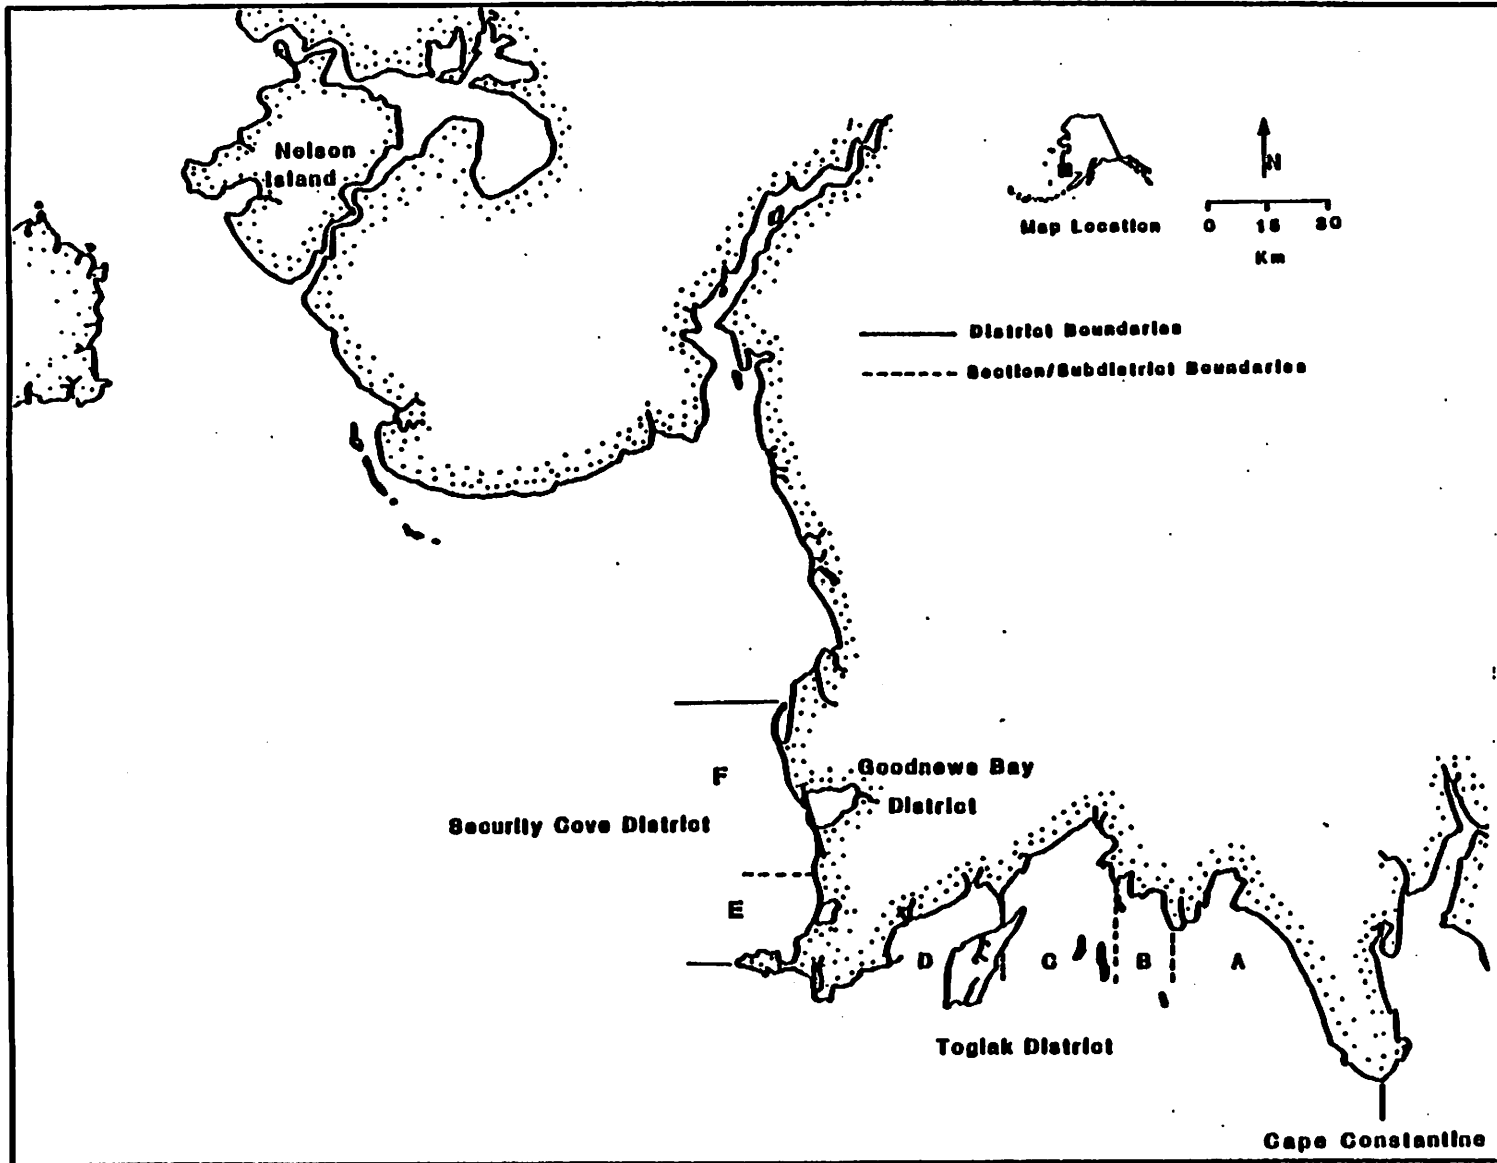 Nelson
Island
N
Map Location
0 15 30
Km
District Boundaries
Section/Subdistrict Boundaries
F
Goodnews Bay
District
Security Cove District
E
D
C
B
A
Togiak District
Cape Constantine